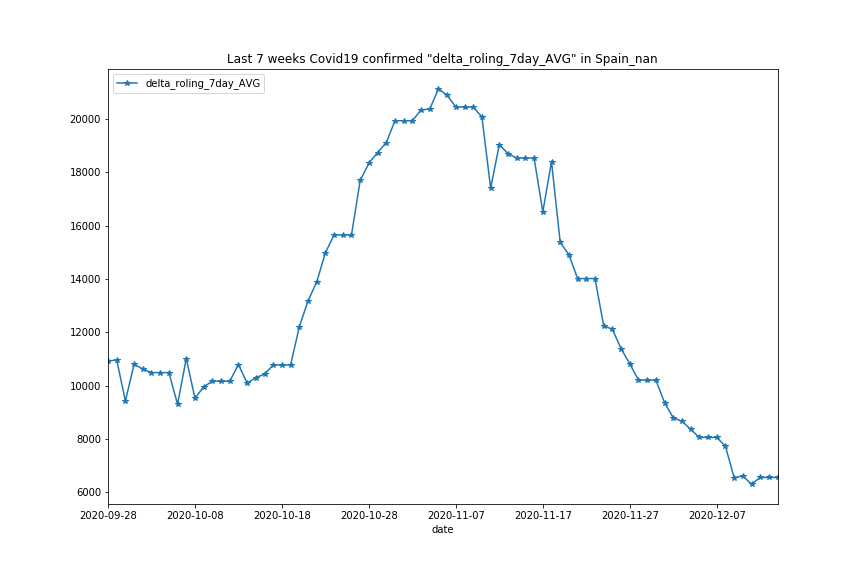 Last 7 weeks Covid19 confirmed "delta_roling_7day_AVG" in Spain_nan
delta_roling_7day_AVG
20000
18000
16000
14000
12000
10000
8000
6000
2020-09-28 2020-10-08 2020-10-18 2020-10-28 2020-11-07 2020-11-17 2020-11-27 2020-12-07
date